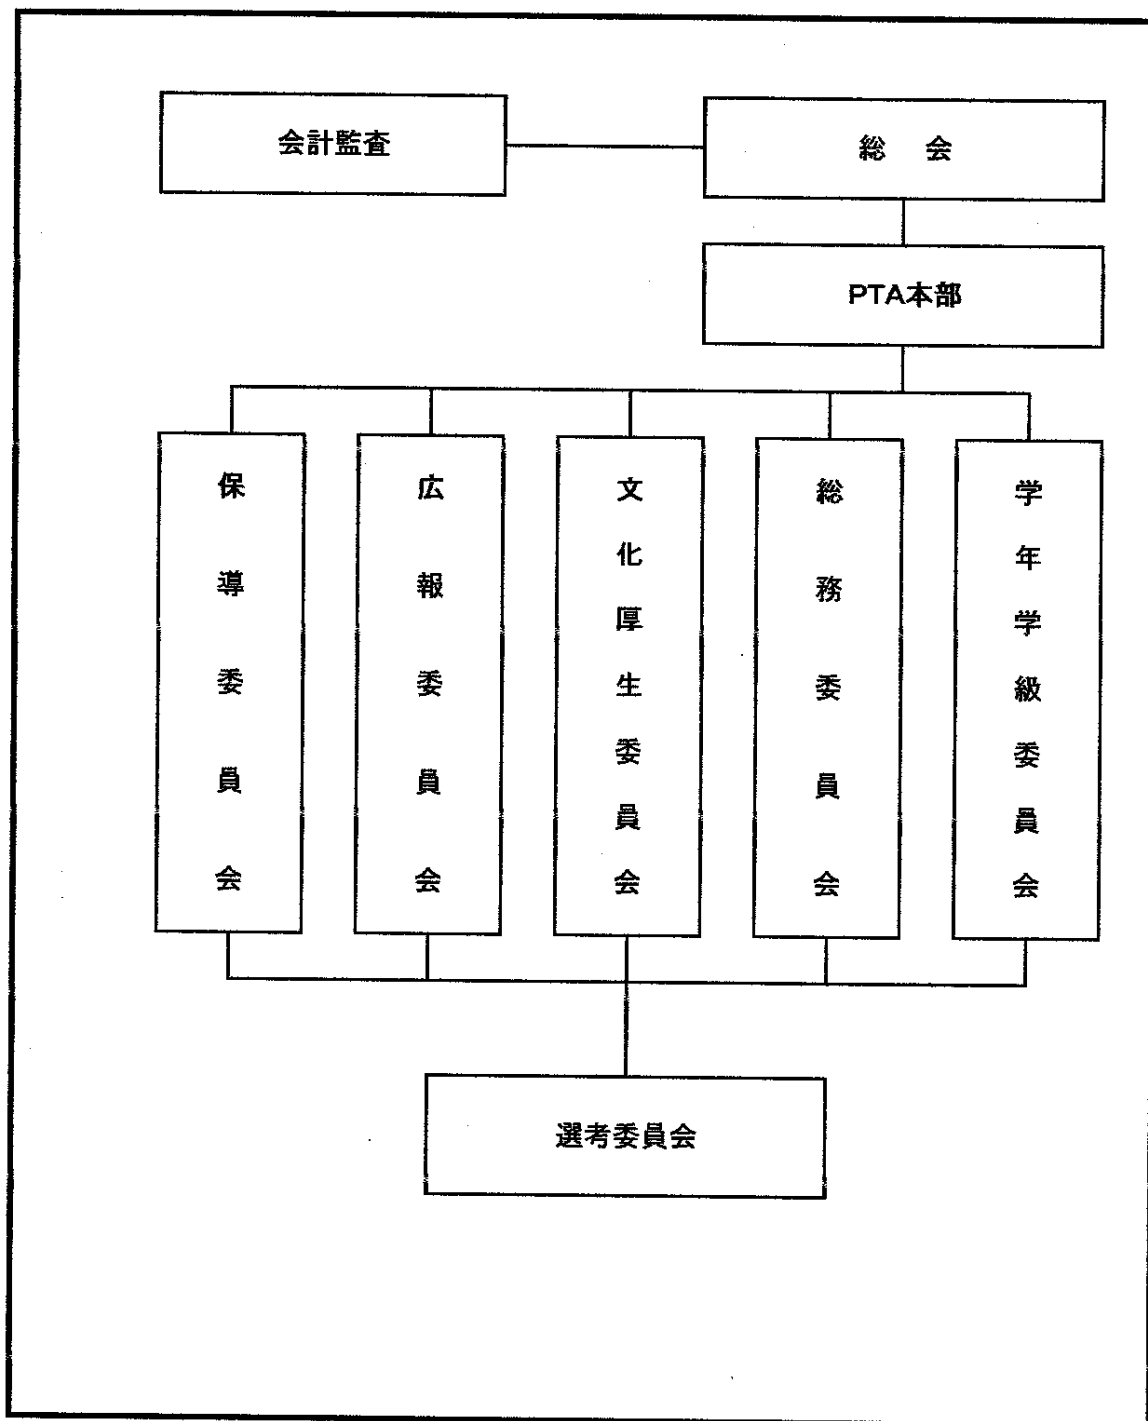 会計監査
総 会
PTA本部
保導委員会
広報委員会
文化厚生委員会
総務委員会
学年学級委員会
選考委員会